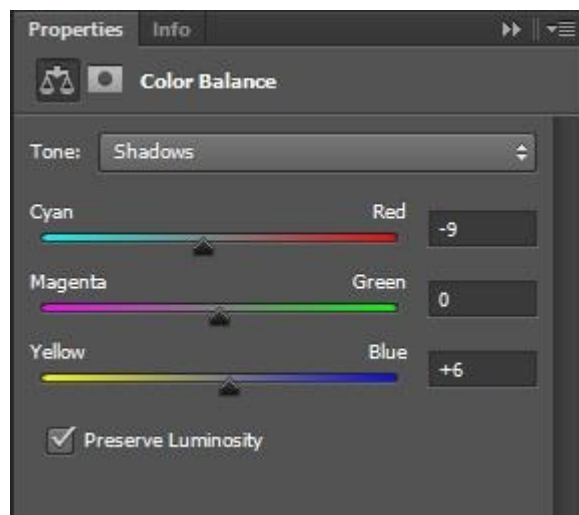 Properties Info
Color Balance
Tone: Shadows
Cyan Red -9
Magenta Green 0
Yellow Blue +6
Preserve Luminosity